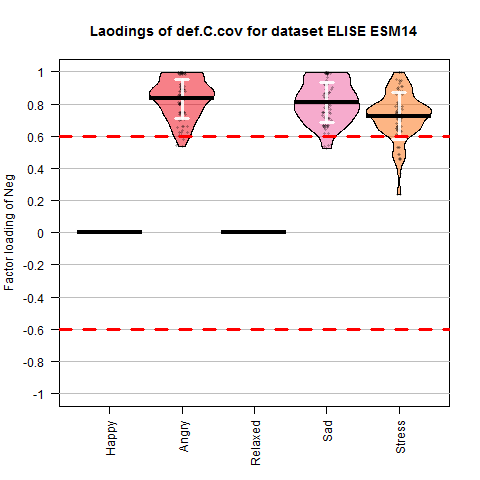 Laodings of def.C.cov for dataset ELISE ESM14
Factor loading of Neg
1
0.8
0.6
0.4
0.2
0
-0.2
-0.4
-0.6
-0.8
-1
Happy
Angry
Relaxed
Sad
Stress